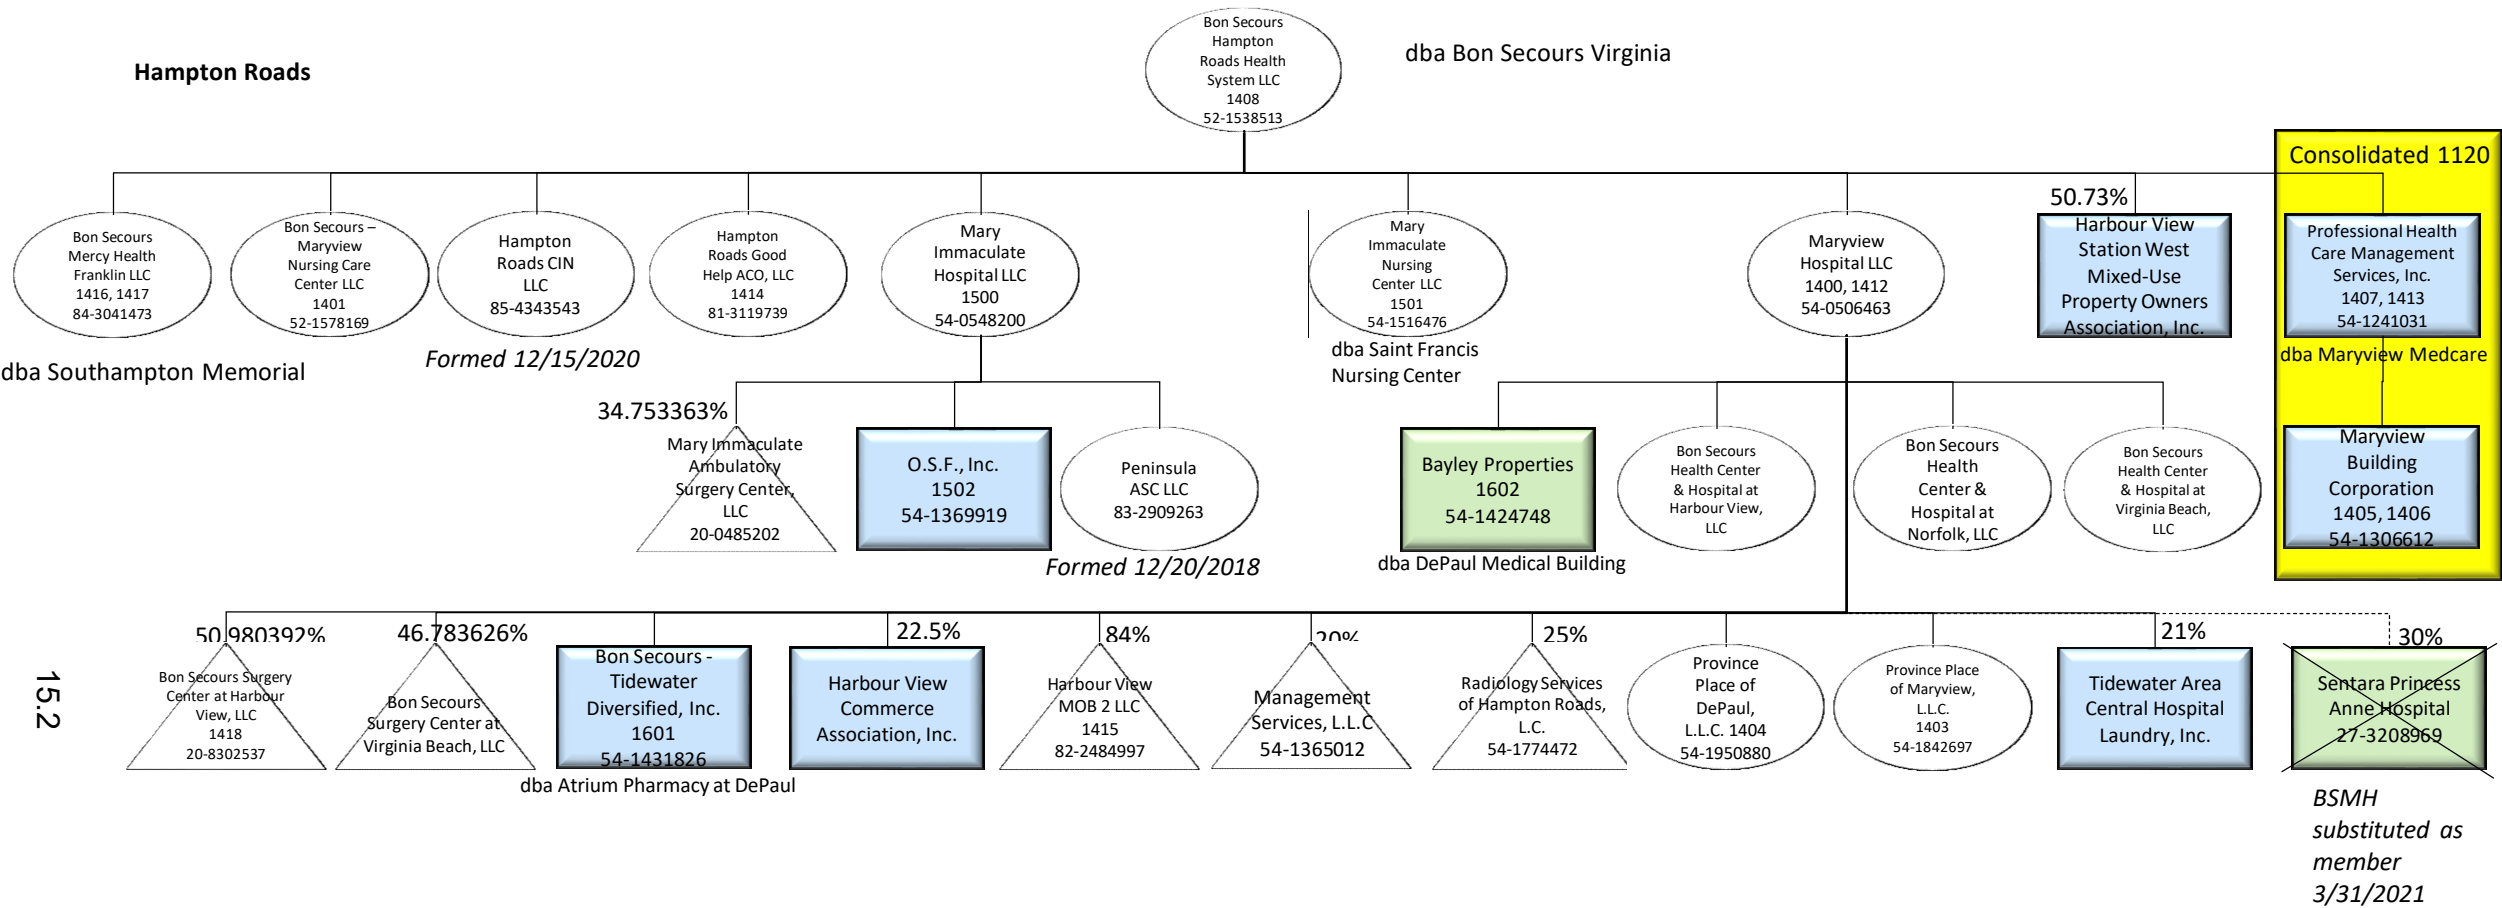 Hampton Roads
Bon Secours
Hampton
Roads Health
System LLC
1408
52-1538513
dba Bon Secours Virginia
Consolidated 1120
Bon Secours
Mercy Health
Franklin LLC
1416, 1417
84-3041473
dba Southampton Memorial
Bon Secours –
Maryview
Nursing Care
Center LLC
1401
52-1578169
Hampton
Roads CIN
LLC
85-4343543
Formed 12/15/2020
Hampton
Roads Good
Help ACO, LLC
1414
81-3119739
Mary
Immaculate
Hospital LLC
1500
54-0548200
Mary
Immaculate
Nursing
Center LLC
1501
54-1516476
dba Saint Francis
Nursing Center
Maryview
Hospital LLC
1400, 1412
54-0506463
50.73%
Harbour View
Station West
Mixed-Use
Property Owners
Association, Inc.
Professional Health
Care Management
Services, Inc.
1407, 1413
54-1241031
dba Maryview Medcare
34.753363%
Mary Immaculate
Ambulatory
Surgery Center,
LLC
20-0485202
O.S.F., Inc.
1502
54-1369919
Peninsula
ASC LLC
83-2909263
Formed 12/20/2018
Bayley Properties
1602
54-1424748
dba DePaul Medical Building
Bon Secours
Health Center
& Hospital at
Harbour View,
LLC
Bon Secours
Health
Center &
Hospital at
Norfolk, LLC
Bon Secours
Health Center
& Hospital at
Virginia Beach,
LLC
Maryview
Building
Corporation
1405, 1406
54-1306612
50.980392%
Bon Secours Surgery
Center at Harbour
View, LLC
1418
20-8302537
46.783626%
Bon Secours
Surgery Center at
Virginia Beach, LLC
Bon Secours -
Tidewater
Diversified, Inc.
1601
54-1431826
dba Atrium Pharmacy at DePaul
22.5%
Harbour View
Commerce
Association, Inc.
84%
Harbour View
MOB 2 LLC
1415
82-2484997
20%
Management
Services, L.L.C
54-1365012
25%
Radiology Services
of Hampton Roads,
L.C.
54-1774472
Province
Place of
DePaul,
L.L.C. 1404
54-1950880
Province Place
of Maryview,
L.L.C.
1403
54-1842697
21%
Tidewater Area
Central Hospital
Laundry, Inc.
30%
Sentara Princess
Anne Hospital
27-3208969
BSMH
substituted as
member
3/31/2021
15.2